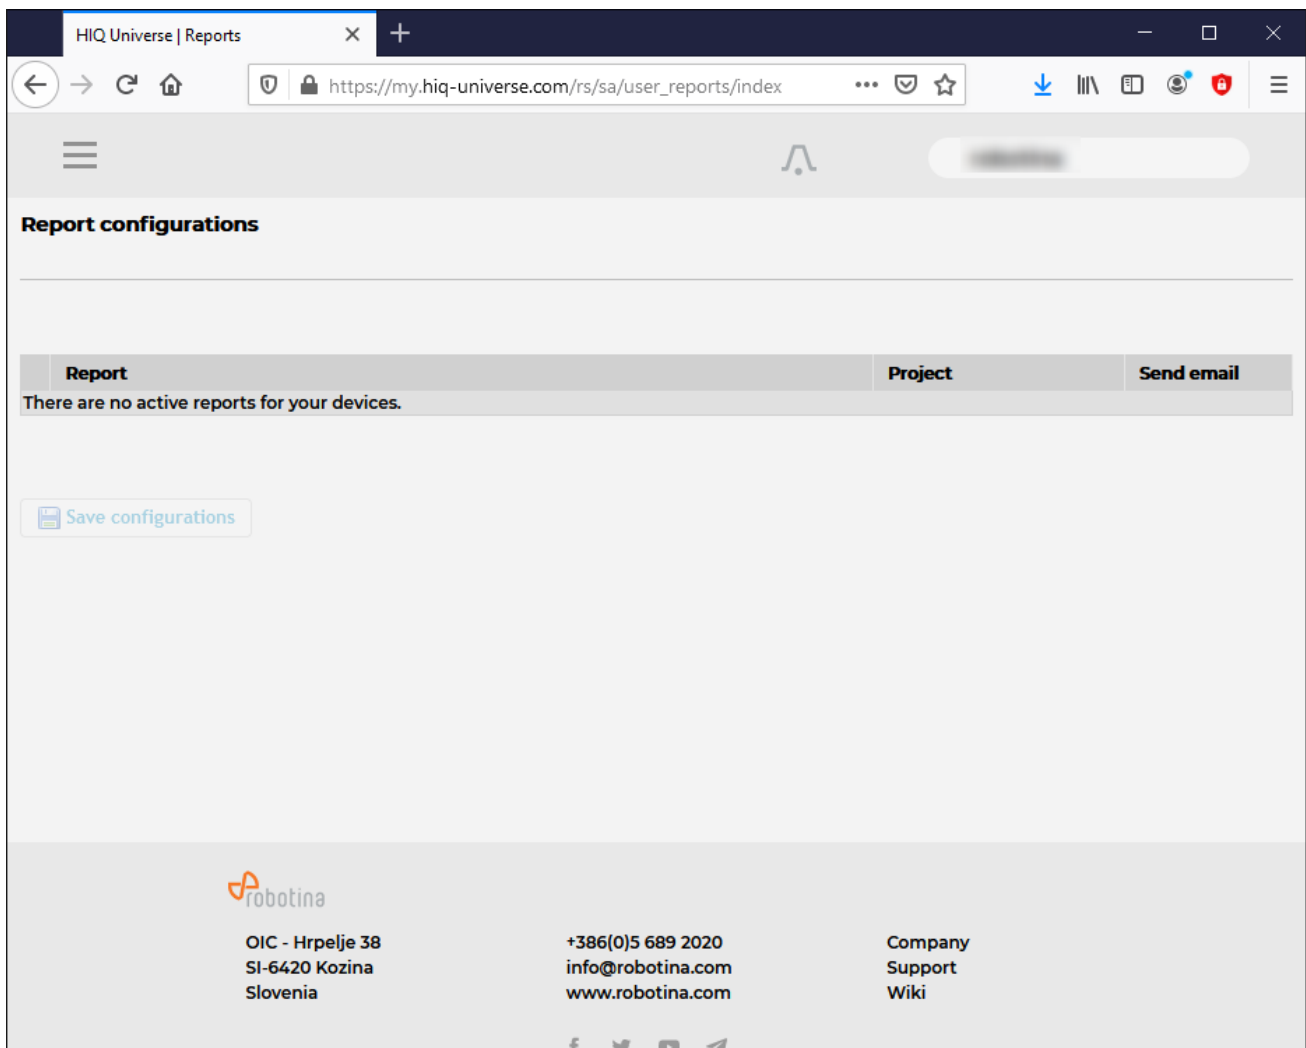 HIQ Universe | Reports
https://my.hiq-universe.com/rs/sa/user_reports/index
Report configurations
Report Project Send email
There are no active reports for your devices.
Save configurations
robotina
OIC - Hrpelje 38
SI-6420 Kozina
Slovenia
+386(0)5 689 2020
info@robotina.com
www.robotina.com
Company
Support
Wiki